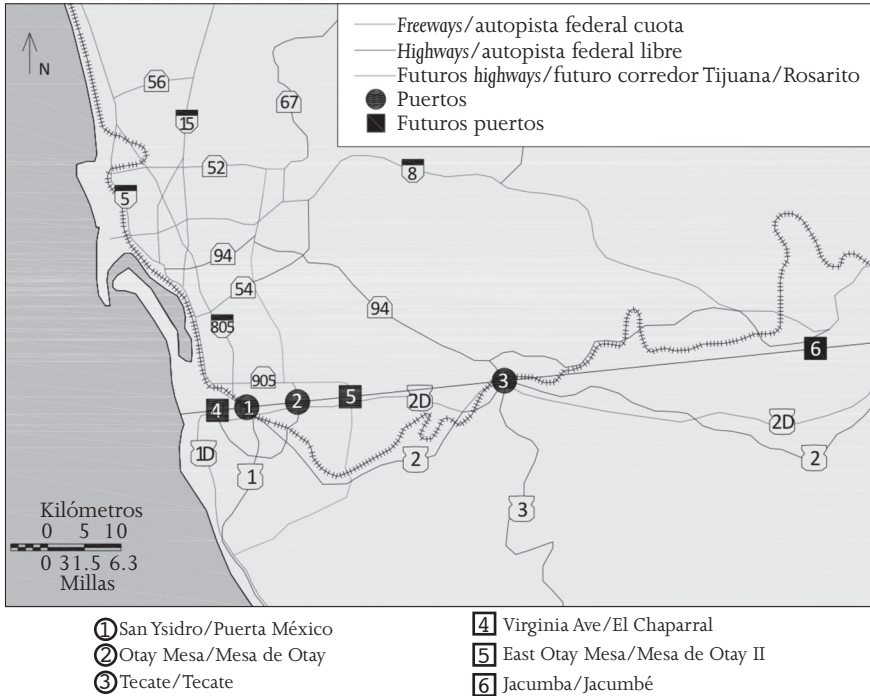 Freeways/autopista federal cuota
Highways/autopista federal libre
Futuros highways/futuro corredor Tijuana/Rosarito
Puertos
Futuros puertos
N
56
67
15
52
8
5
94
54
94
805
6
905
3
2D
5
2
1
4
2D
1D
2
2
1
3
Kilómetros
0 5 10
0 31.5 6.3
Millas
1 San Ysidro/Puerta México
2 Otay Mesa/Mesa de Otay
3 Tecate/Tecate
4 Virginia Ave/El Chaparral
5 East Otay Mesa/Mesa de Otay II
6 Jacumba/Jacumbé